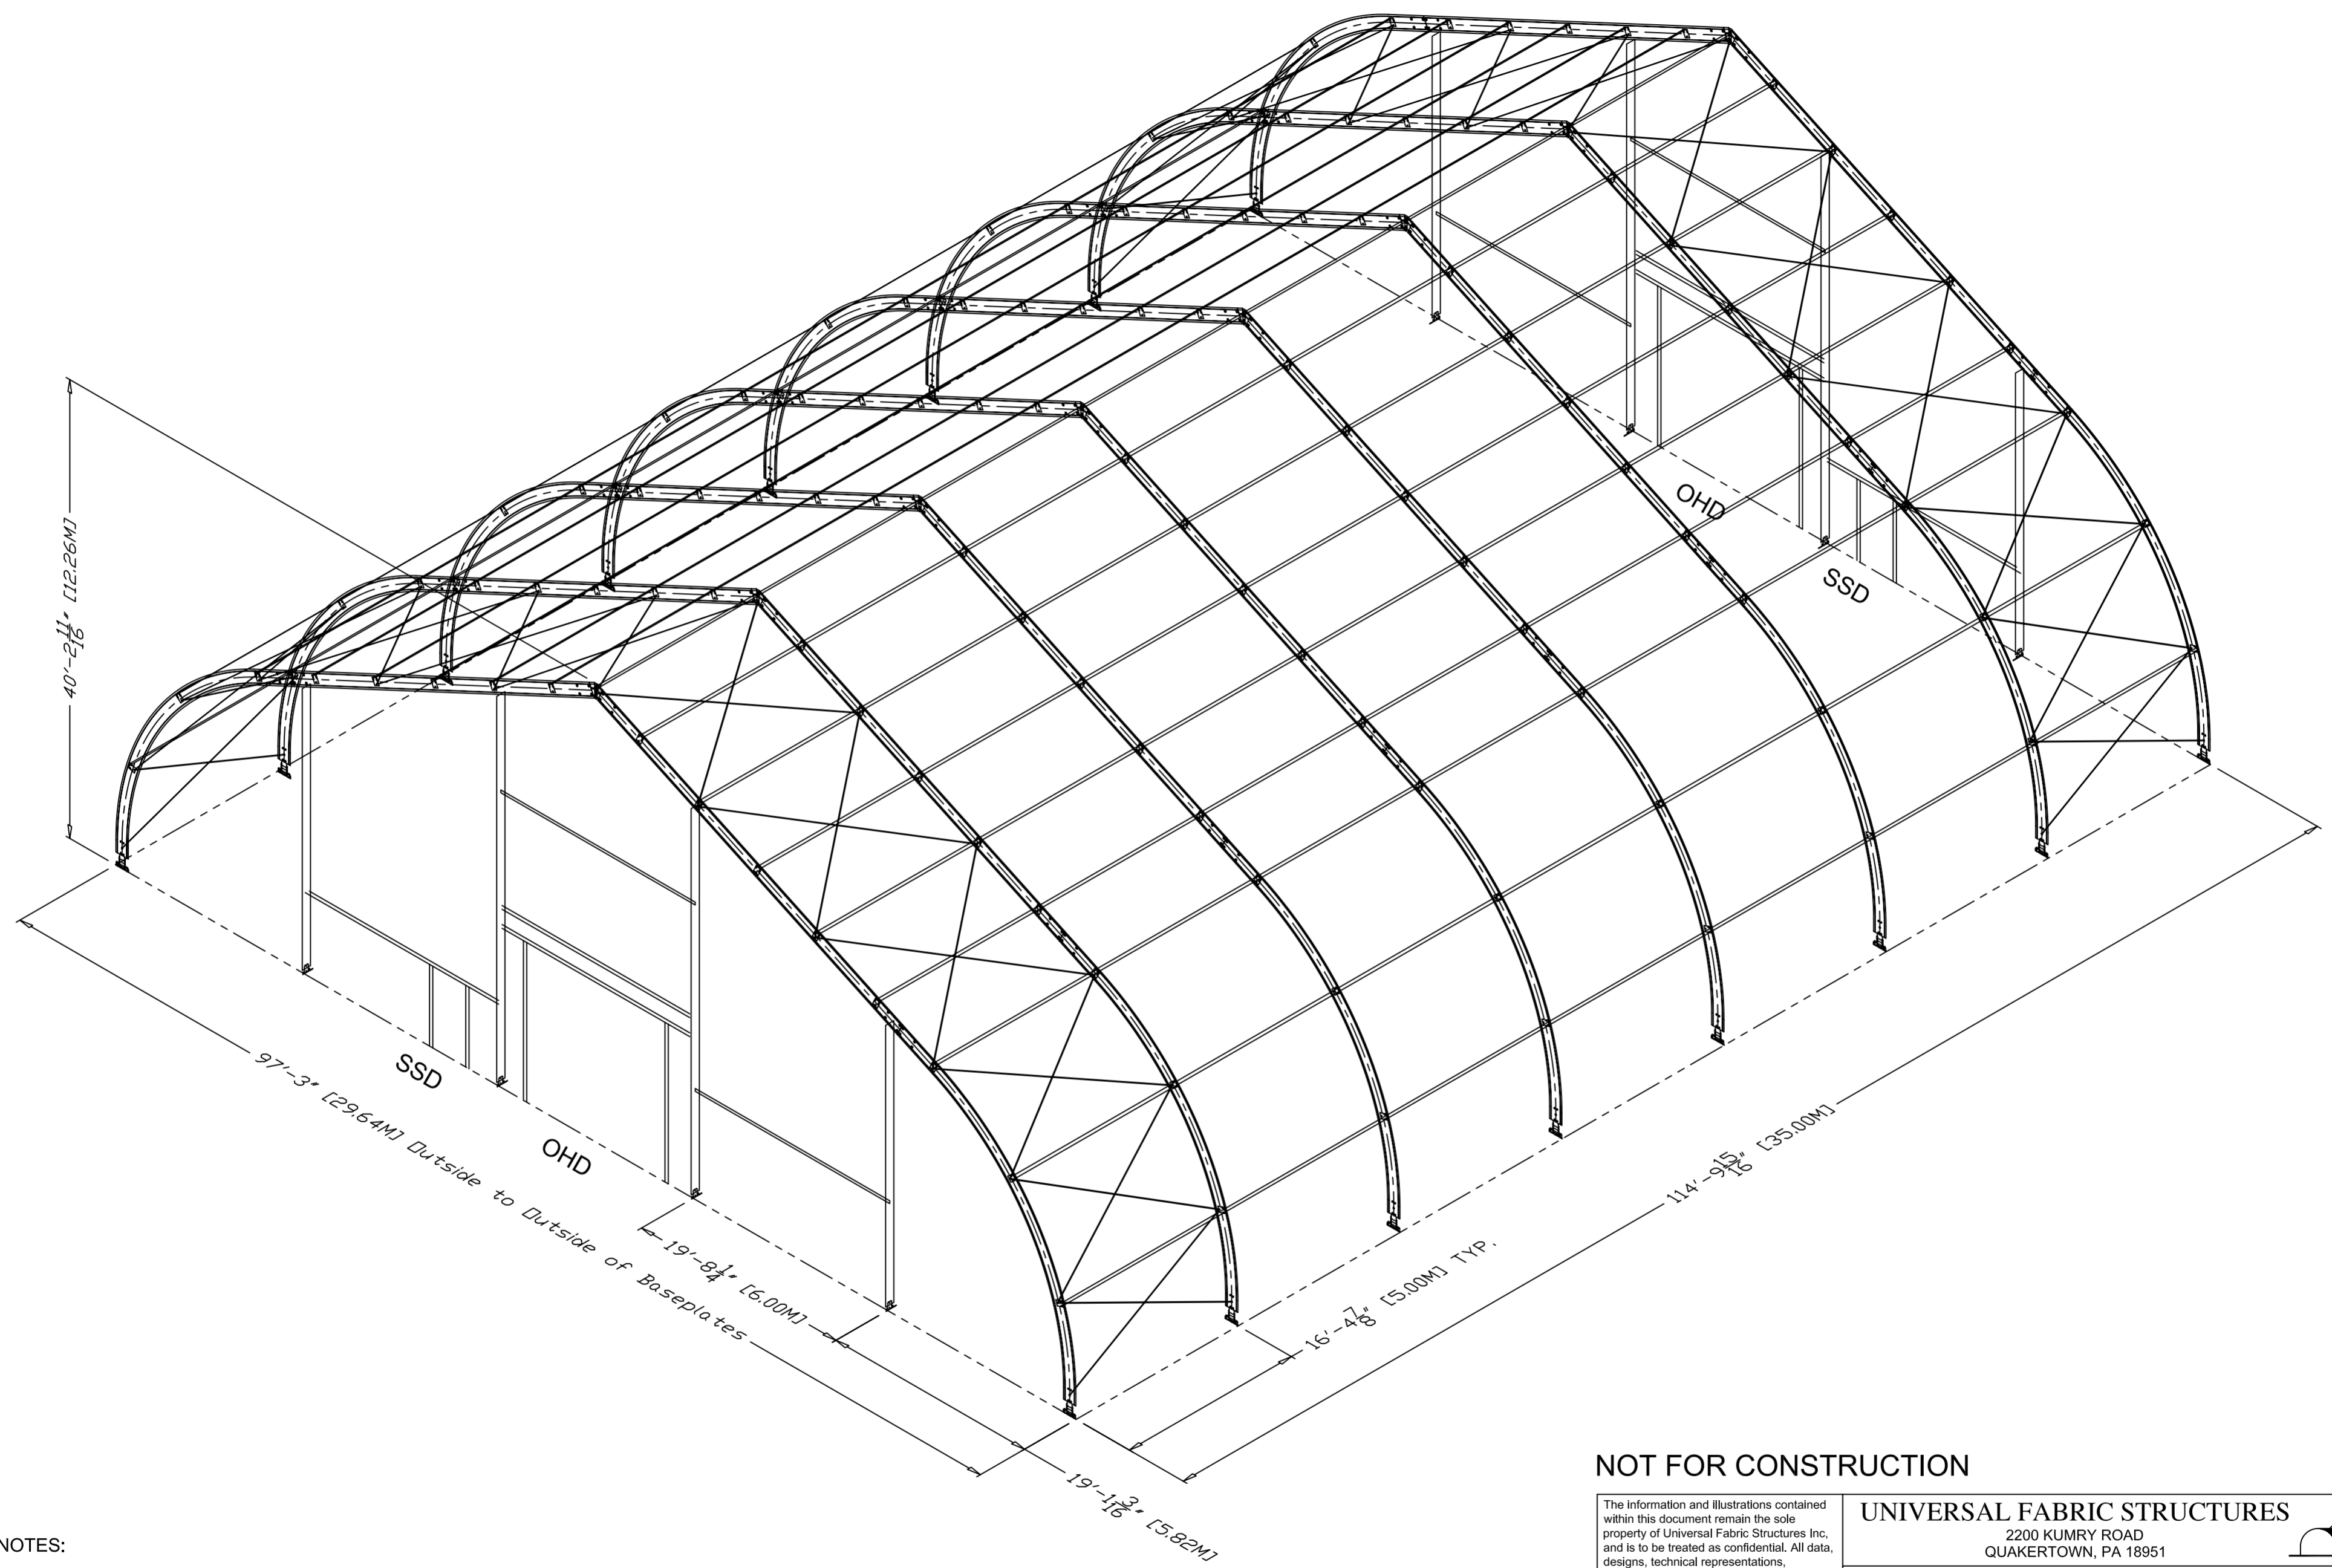 40'-2 11/16" [12.26M]
OHD
SSD
SSD
OHD
97'-3" [29.64M] Outside to Outside of Baseplates
19'-8 1/4" [6.00M]
19'-1 3/16" [5.82M]
16'-4 7/8" [5.00M] TYP.
114'-9 15/16" [35.00M]
NOT FOR CONSTRUCTION
The information and illustrations contained
within this document remain the sole
property of Universal Fabric Structures Inc,
and is to be treated as confidential. All data,
designs, technical representations,
UNIVERSAL FABRIC STRUCTURES
2200 KUMRY ROAD
QUAKERTOWN, PA 18951
NOTES: